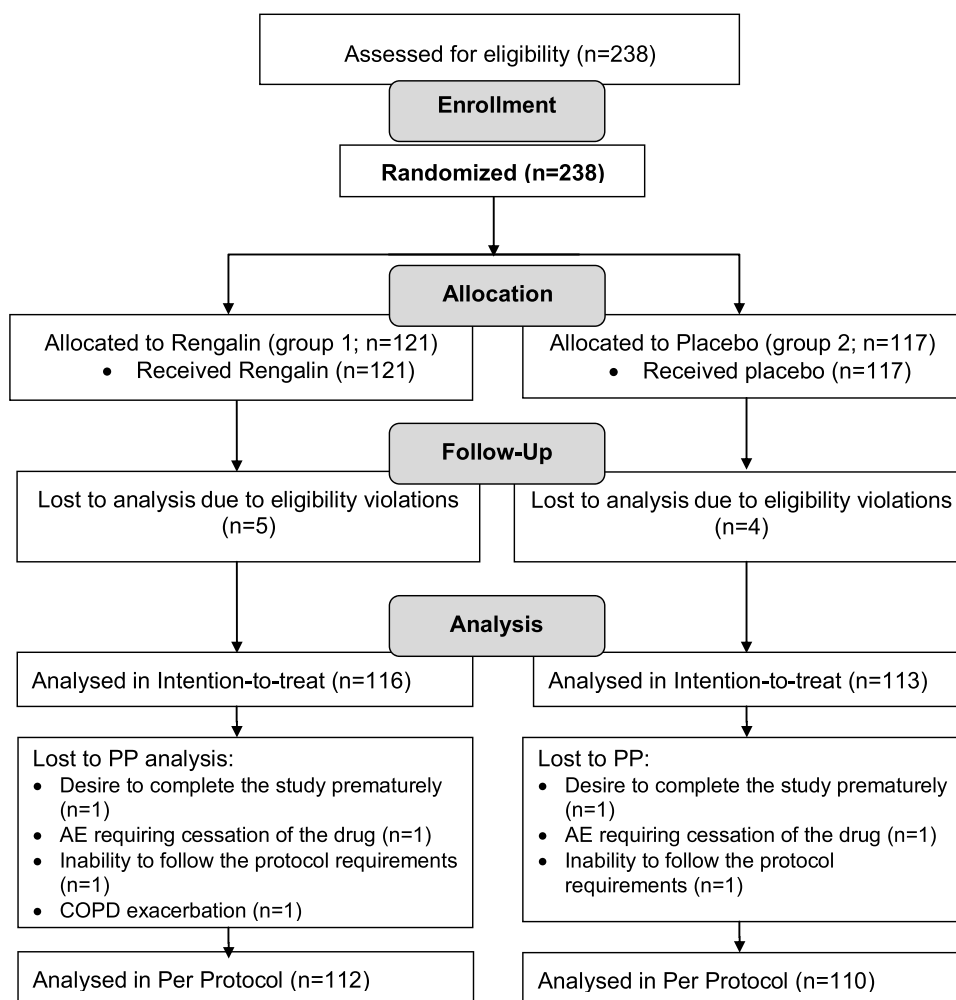 Assessed for eligibility (n=238)
Enrollment
Randomized (n=238)
Allocation
Allocated to Rengalin (group 1; n=121)
• Received Rengalin (n=121)
Allocated to Placebo (group 2; n=117)
• Received placebo (n=117)
Follow-Up
Lost to analysis due to eligibility violations
(n=5)
Lost to analysis due to eligibility violations
(n=4)
Analysis
Analysed in Intention-to-treat (n=116)
Analysed in Intention-to-treat (n=113)
Lost to PP analysis:
• Desire to complete the study prematurely
(n=1)
• AE requiring cessation of the drug (n=1)
• Inability to follow the protocol requirements
(n=1)
• COPD exacerbation (n=1)
Lost to PP:
• Desire to complete the study prematurely
(n=1)
• AE requiring cessation of the drug (n=1)
• Inability to follow the protocol
requirements (n=1)
Analysed in Per Protocol (n=112)
Analysed in Per Protocol (n=110)